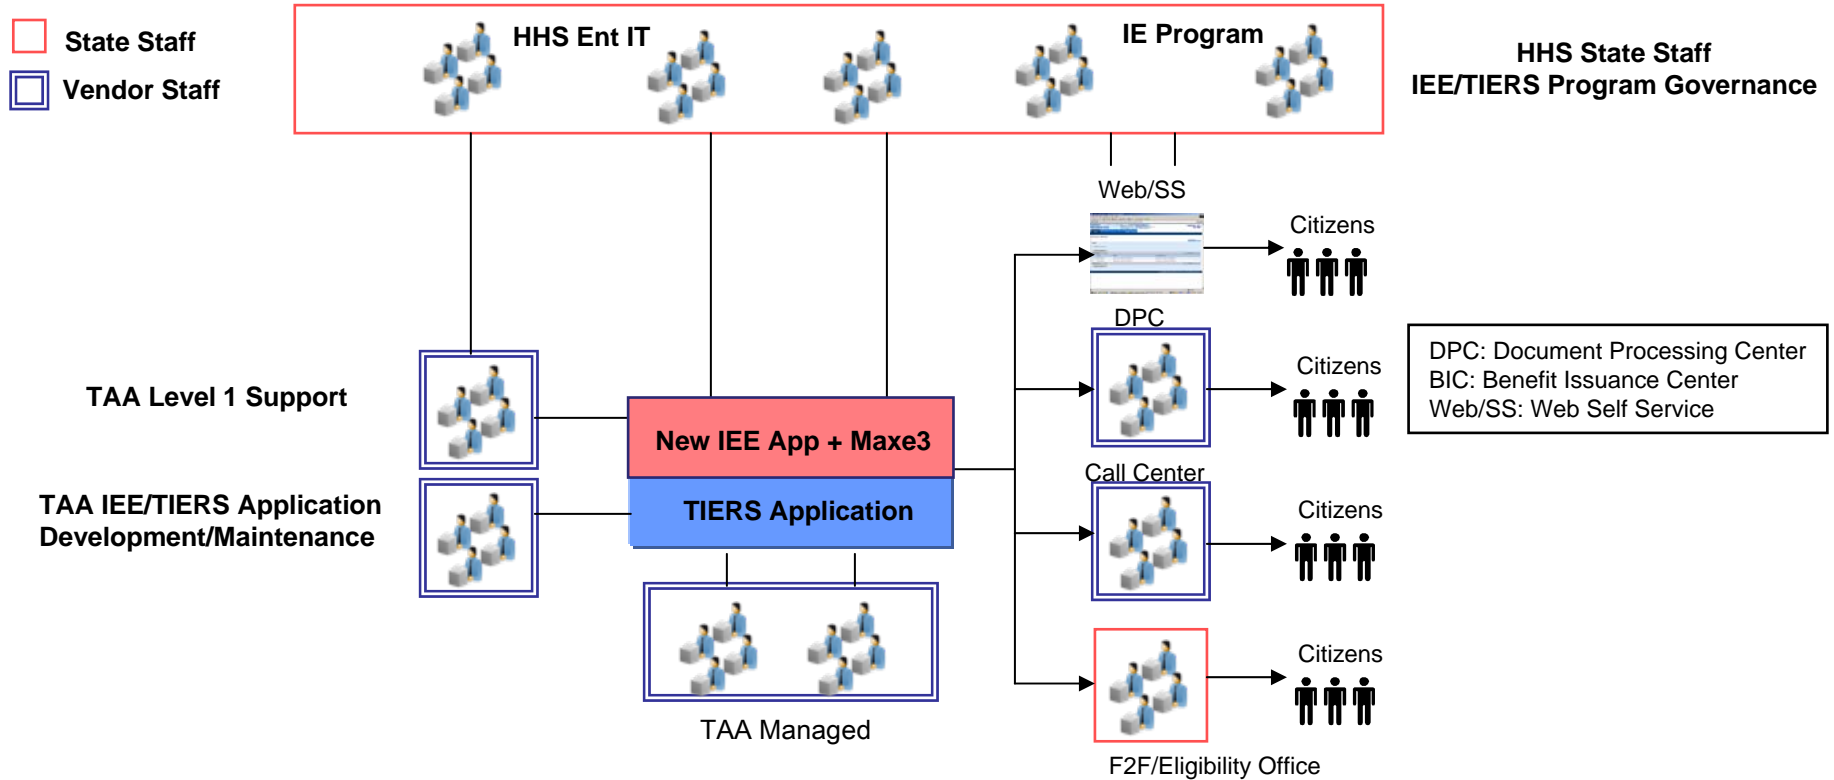 State Staff
Vendor Staff
HHS Ent IT
IE Program
HHS State Staff
IEE/TIERS Program Governance
Web/SS
Citizens
DPC
Citizens
DPC: Document Processing Center
BIC: Benefit Issuance Center
Web/SS: Web Self Service
TAA Level 1 Support
New IEE App + Maxe3
Call Center
TAA IEE/TIERS Application
Development/Maintenance
TIERS Application
Citizens
Citizens
TAA Managed
F2F/Eligibility Office